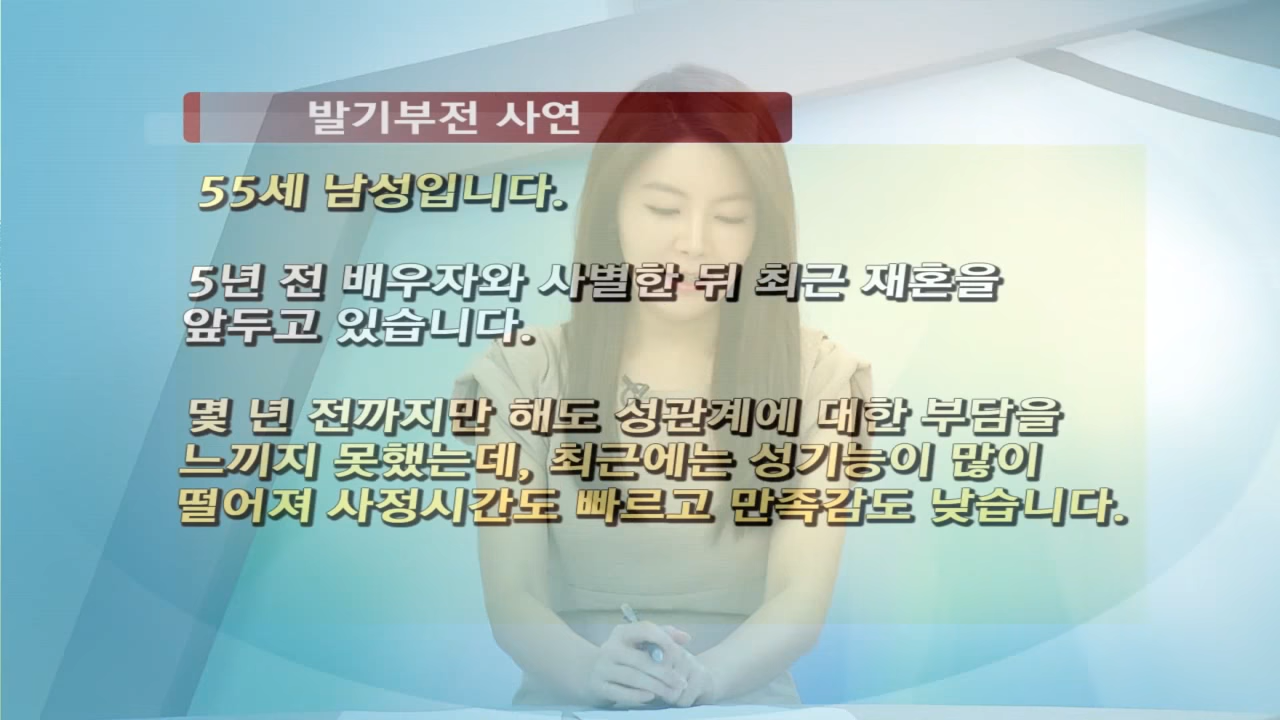 발기부전 사연
55세 남성입니다.
5년 전 배우자와 사별한 뒤 최근 재혼을
앞두고 있습니다.
몇 년 전까지만 해도 성관계에 대한 부담을
느끼지 못했는데, 최근에는 성기능이 많이
떨어져 사정시간도 빠르고 만족감도 낮습니다.